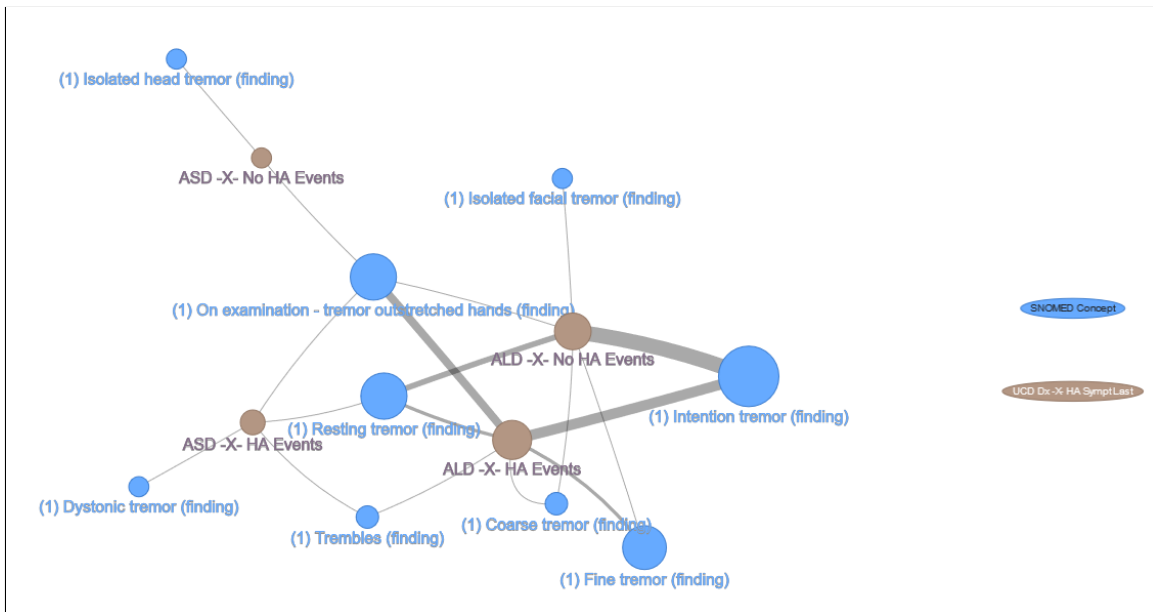 (1) Isolated head tremor (finding)
ASD -X- No HA Events
(1) Isolated facial tremor (finding)
(1) On examination - tremor outstretched hands (finding)
SNOMED Concept
ALD -X- No HA Events
UCD Dx -X- HA Sympt Last
(1) Intention tremor (finding)
(1) Resting tremor (finding)
ASD -X- HA Events
ALD -X- HA Events
(1) Dystonic tremor (finding)
(1) Coarse tremor (finding)
(1) Trembles (finding)
(1) Fine tremor (finding)